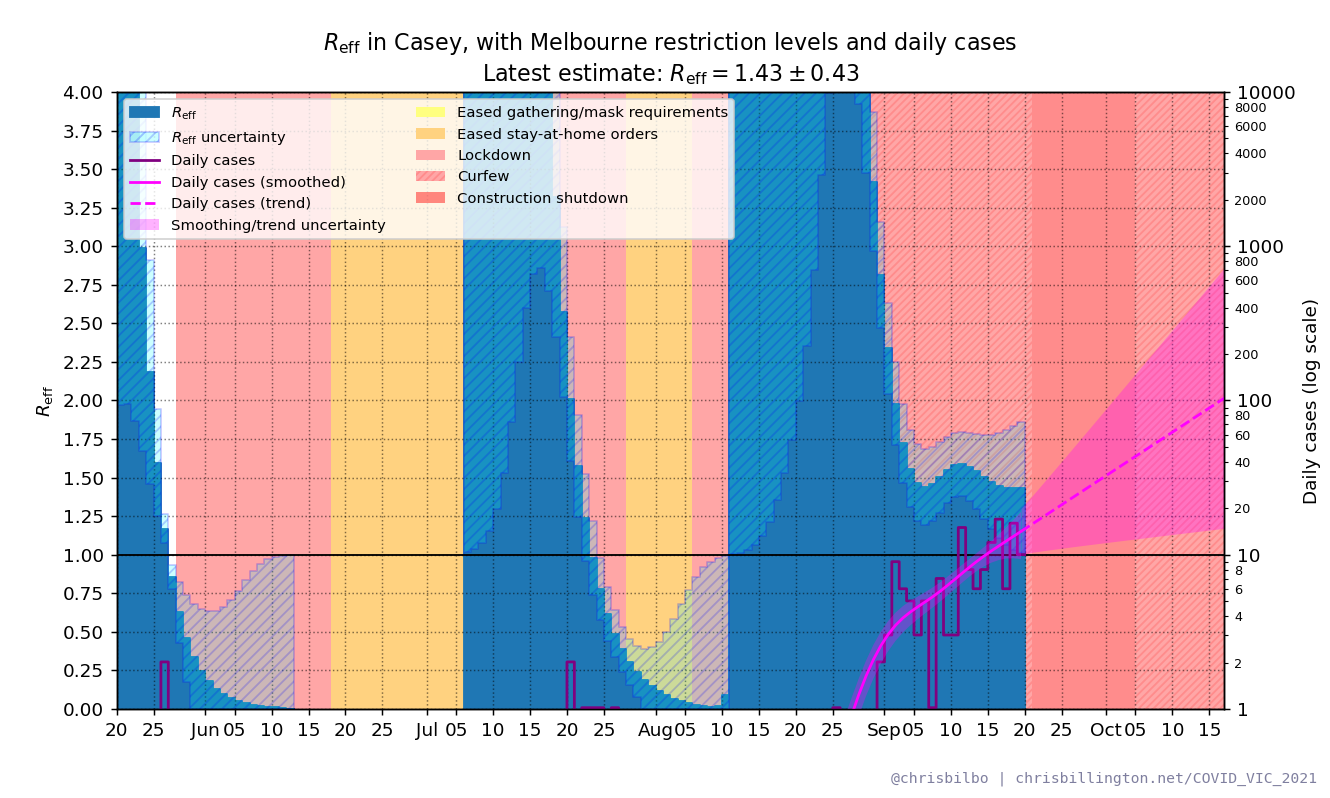 R_eff in Casey, with Melbourne restriction levels and daily cases
Latest estimate: R_eff = 1.43 ± 0.43
R_eff
R_eff uncertainty
Daily cases
Daily cases (smoothed)
Daily cases (trend)
Smoothing/trend uncertainty
Eased gathering/mask requirements
Eased stay-at-home orders
Lockdown
Curfew
Construction shutdown
R_eff
4.00
3.75
3.50
3.25
3.00
2.75
2.50
2.25
2.00
1.75
1.50
1.25
1.00
0.75
0.50
0.25
0.00
10000
8000
6000
4000
2000
1000
800
600
400
200
100
80
60
40
20
10
8
6
4
2
1
Daily cases (log scale)
20 25 Jun 05 10 15 20 25 Jul 05 10 15 20 25 Aug 05 10 15 20 25 Sep 05 10 15 20 25 Oct 05 10 15
@chrisbilbo | chrisbillington.net/COVID_VIC_2021